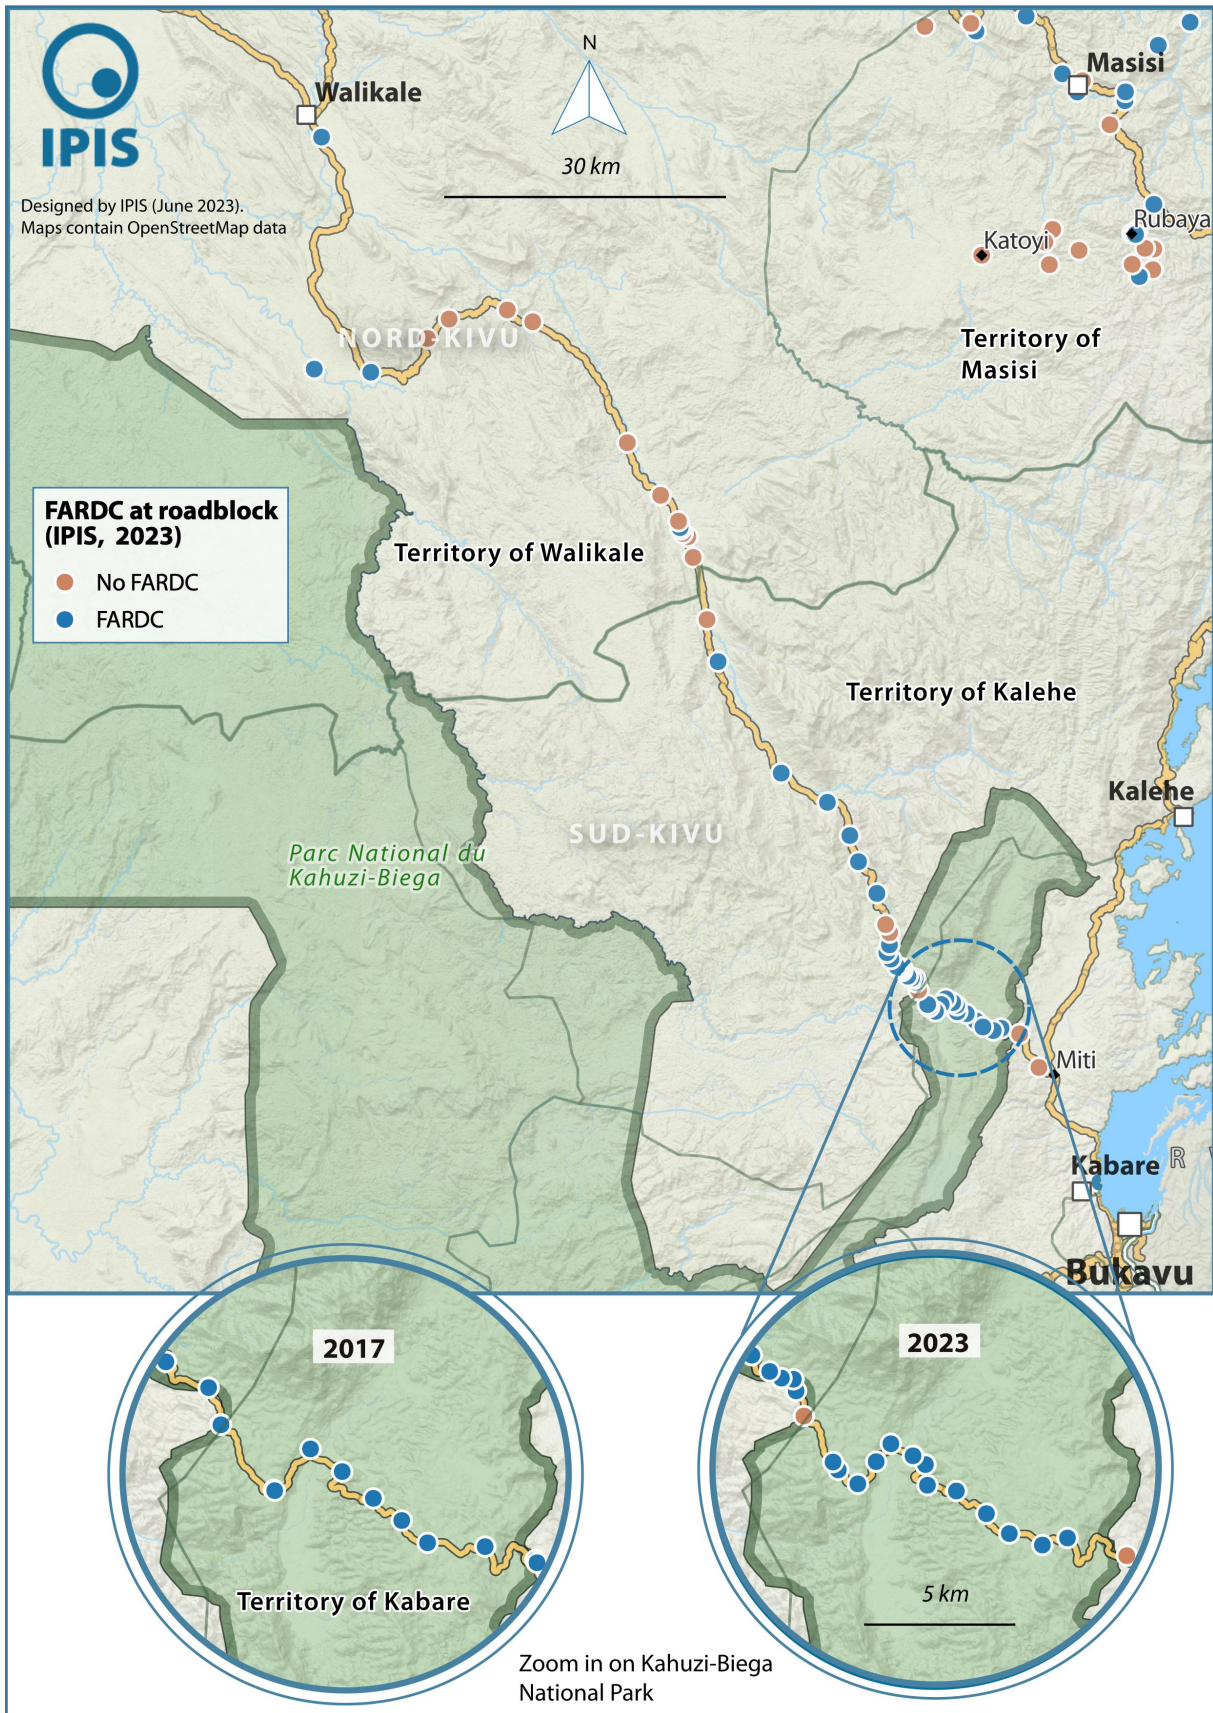 IPIS
Designed by IPIS (June 2023).
Maps contain OpenStreetMap data
Walikale
N
30 km
Masisi
Rubaya
Katoyi
NORD-KIVU
Territory of
Masisi
FARDC at roadblock
(IPIS, 2023)
No FARDC
FARDC
Territory of Walikale
Territory of Kalehe
Kalehe
SUD-KIVU
Parc National du
Kahuzi-Biega
Miti
Kabare
R
Bukavu
2017
Territory of Kabare
2023
5 km
Zoom in on Kahuzi-Biega
National Park